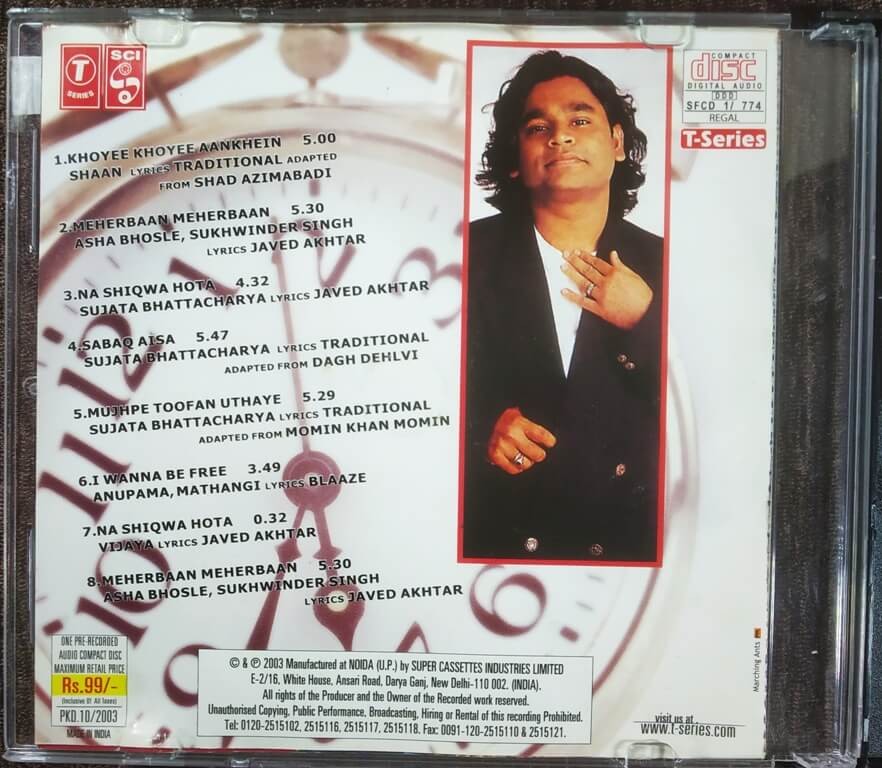 T
SERIES
SCI
COMPACT
disc
DIGITAL AUDIO
DDD
SFCD 1/ 774
REGAL
T-Series
1.KHOYEE KHOYEE AANKHEIN 5.00
SHAAN LYRICS TRADITIONAL ADAPTED
FROM SHAD AZIMABADI
2.MEHERBAAN MEHERBAAN 5.30
ASHA BHOSLE, SUKHWINDER SINGH
LYRICS JAVED AKHTAR
3.NA SHIQWA HOTA 4.32
SUJATA BHATTACHARYA LYRICS JAVED AKHTAR
4.SABAQ AISA 5.47
SUJATA BHATTACHARYA LYRICS TRADITIONAL
ADAPTED FROM DAGH DEHLVI
5.MUJHPE TOOFAN UTHAYE 5.29
SUJATA BHATTACHARYA LYRICS TRADITIONAL
ADAPTED FROM MOMIN KHAN MOMIN
6.I WANNA BE FREE 3.49
ANUPAMA, MATHANGI LYRICS BLAAZE
7.NA SHIQWA HOTA 0.32
VIJAYA LYRICS JAVED AKHTAR
8.MEHERBAAN MEHERBAAN 5.30
ASHA BHOSLE, SUKHWINDER SINGH
LYRICS JAVED AKHTAR
11
12
1
2
3
10
9
7
6
ONE PRE-RECORDED
AUDIO COMPACT DISC
MAXIMUM RETAIL PRICE
Rs.99/-
(Inclusive Of All Taxes)
PKD.10/2003
MADE IN INDIA
© & ℗ 2003 Manufactured at NOIDA (U.P.) by SUPER CASSETTES INDUSTRIES LIMITED
E-2/16, White House, Ansari Road, Darya Ganj, New Delhi-110 002. (INDIA).
All rights of the Producer and the Owner of the Recorded work reserved.
Unauthorised Copying, Public Performance, Broadcasting, Hiring or Rental of this recording Prohibited.
Tel: 0120-2515102, 2515116, 2515117, 2515118. Fax: 0091-120-2515110 & 2515121.
Marching Ants
visit us at
www.t-series.com